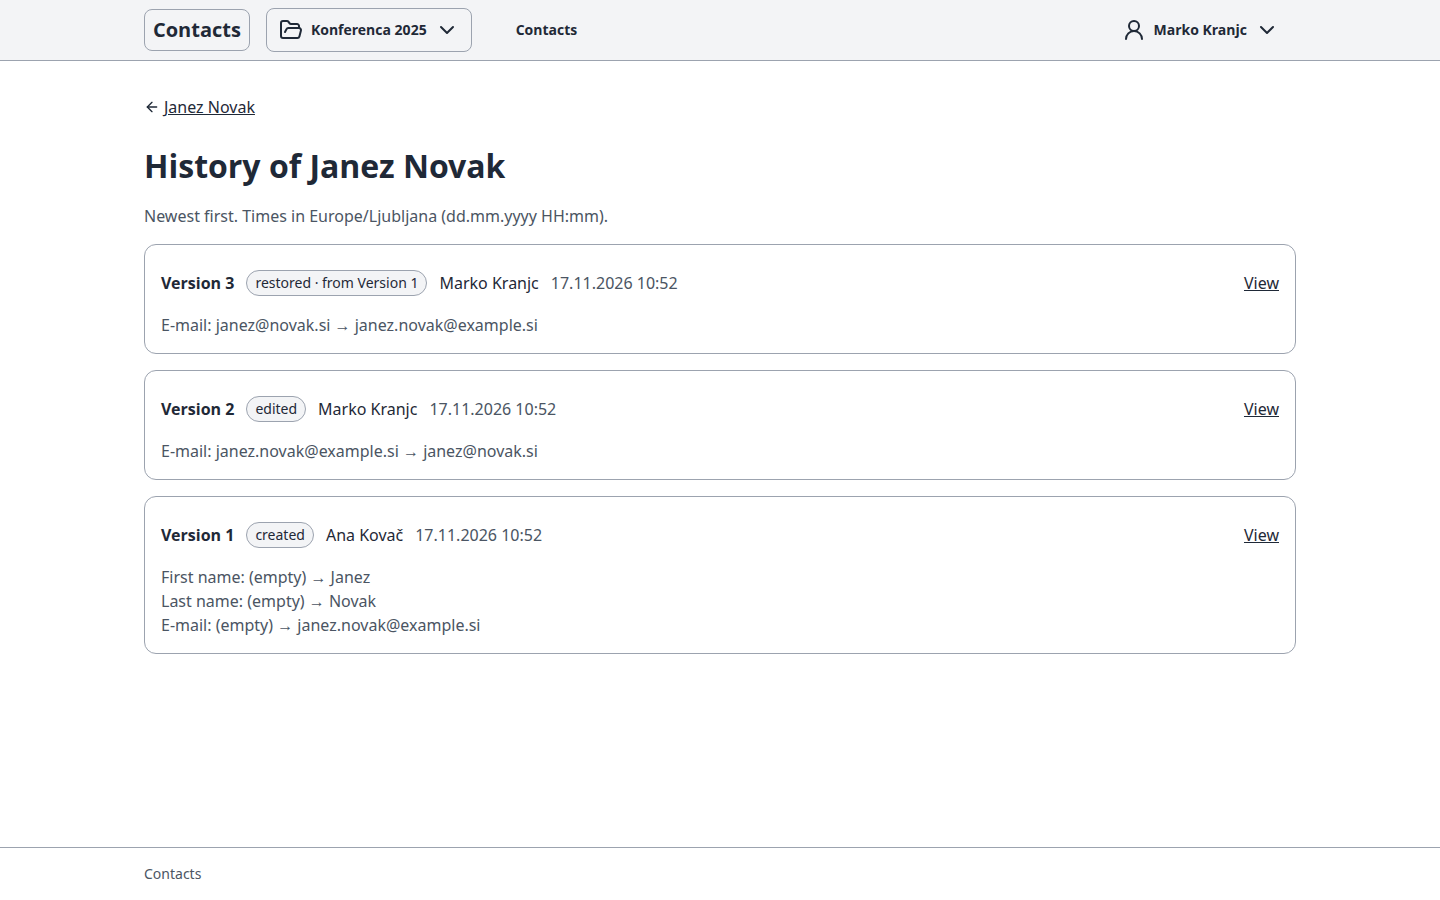 Contacts Konferenca 2025 Contacts Marko Kranjc
← Janez Novak
History of Janez Novak
Newest first. Times in Europe/Ljubljana (dd.mm.yyyy HH:mm).
Version 3 restored · from Version 1 Marko Kranjc 17.11.2026 10:52 View
E-mail: janez@novak.si → janez.novak@example.si
Version 2 edited Marko Kranjc 17.11.2026 10:52 View
E-mail: janez.novak@example.si → janez@novak.si
Version 1 created Ana Kovač 17.11.2026 10:52 View
First name: (empty) → Janez
Last name: (empty) → Novak
E-mail: (empty) → janez.novak@example.si
Contacts